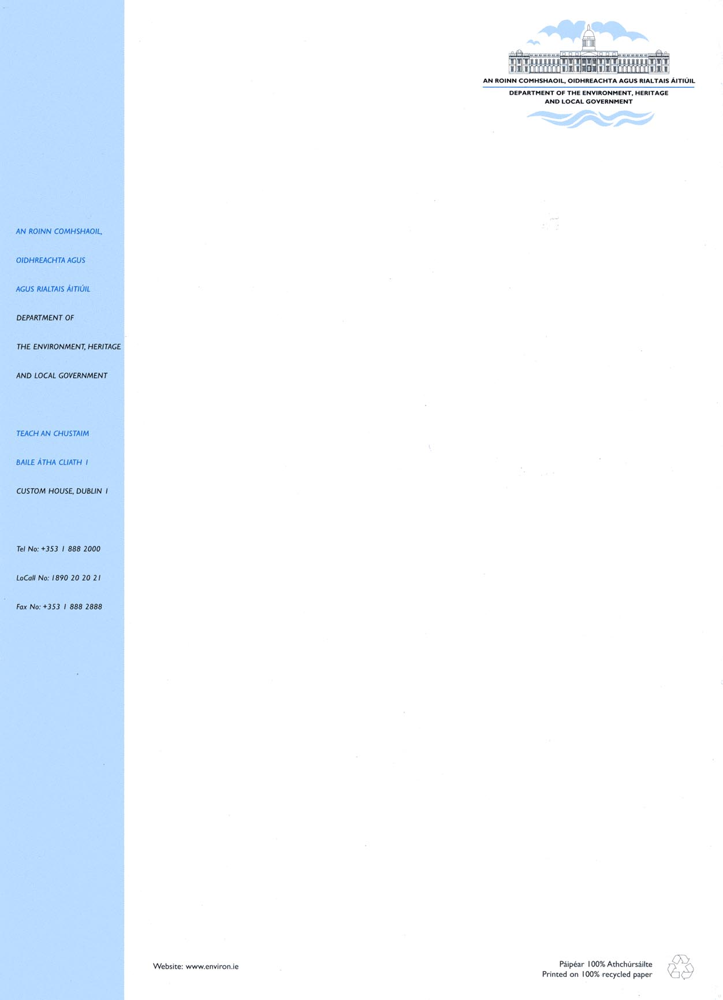 AN ROINN COMHSHAOIL, OIDHREACHTA AGUS RIALTAIS ÁITIÚIL
DEPARTMENT OF THE ENVIRONMENT, HERITAGE
AND LOCAL GOVERNMENT
AN ROINN COMHSHAOIL,
OIDHREACHTA AGUS
AGUS RIALTAIS ÁITIÚIL
DEPARTMENT OF
THE ENVIRONMENT, HERITAGE
AND LOCAL GOVERNMENT
TEACH AN CHUSTAIM
BAILE ÁTHA CLIATH 1
CUSTOM HOUSE, DUBLIN 1
Tel No: +353 1 888 2000
LoCall No: 1890 20 20 21
Fax No: +353 1 888 2888
Website: www.environ.ie
Páipéar 100% Athchúrsáilte
Printed on 100% recycled paper